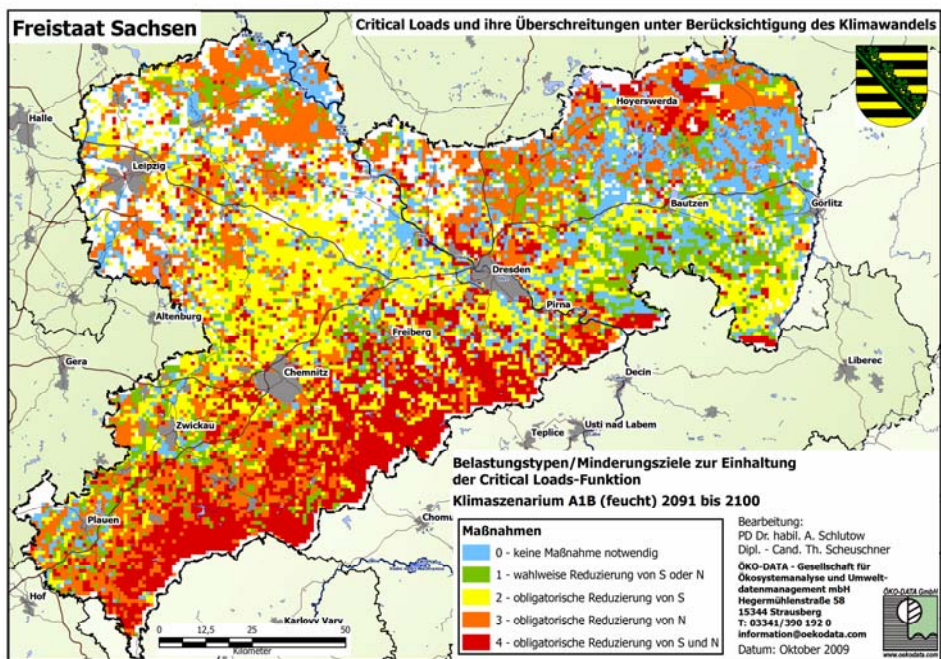 Freistaat Sachsen
Critical Loads und ihre Überschreitungen unter Berücksichtigung des Klimawandels
Halle
Leipzig
Hoyerswerda
Bautzen
Görlitz
Dresden
Pirna
Altenburg
Freiberg
Gera
Chemnitz
Zwickau
Decin
Liberec
Teplice
Usti nad Labem
Plauen
Chomu
Hof
Karlovy Vary
0 12,5 25 50
Kilometer
Belastungstypen/Minderungsziele zur Einhaltung
der Critical Loads-Funktion
Klimaszenarium A1B (feucht) 2091 bis 2100
Maßnahmen
0 - keine Maßnahme notwendig
1 - wahlweise Reduzierung von S oder N
2 - obligatorische Reduzierung von S
3 - obligatorische Reduzierung von N
4 - obligatorische Reduzierung von S und N
Bearbeitung:
PD Dr. habil. A. Schlutow
Dipl. - Cand. Th. Scheuschner
ÖKO-DATA - Gesellschaft für
Ökosystemanalyse und Umwelt-
datenmanagement mbH
Hegermühlenstraße 58
15344 Strausberg
T: 03341/390 192 0
information@oekodata.com
Datum: Oktober 2009
ÖKO-DATA GmbH
www.oekodata.com